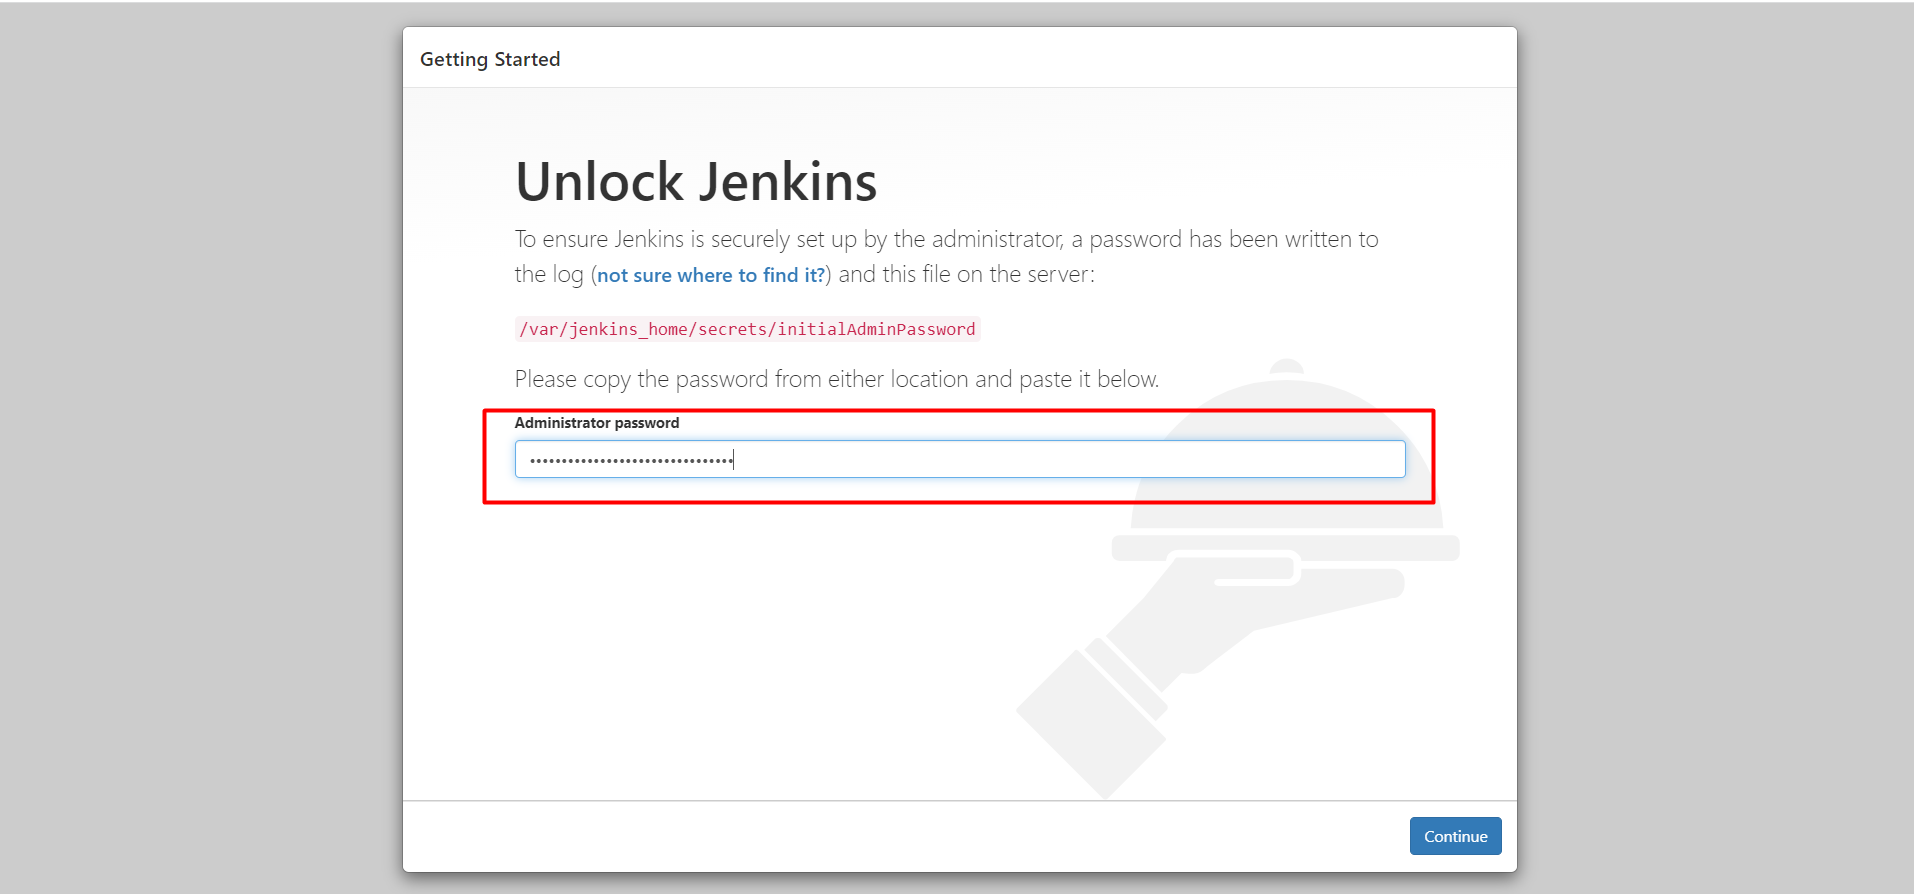 Getting Started
Unlock Jenkins
To ensure Jenkins is securely set up by the administrator, a password has been written to
the log (not sure where to find it?) and this file on the server:
/var/jenkins_home/secrets/initialAdminPassword
Please copy the password from either location and paste it below.
Administrator password
••••••••••••••••••••••••••••••••
Continue